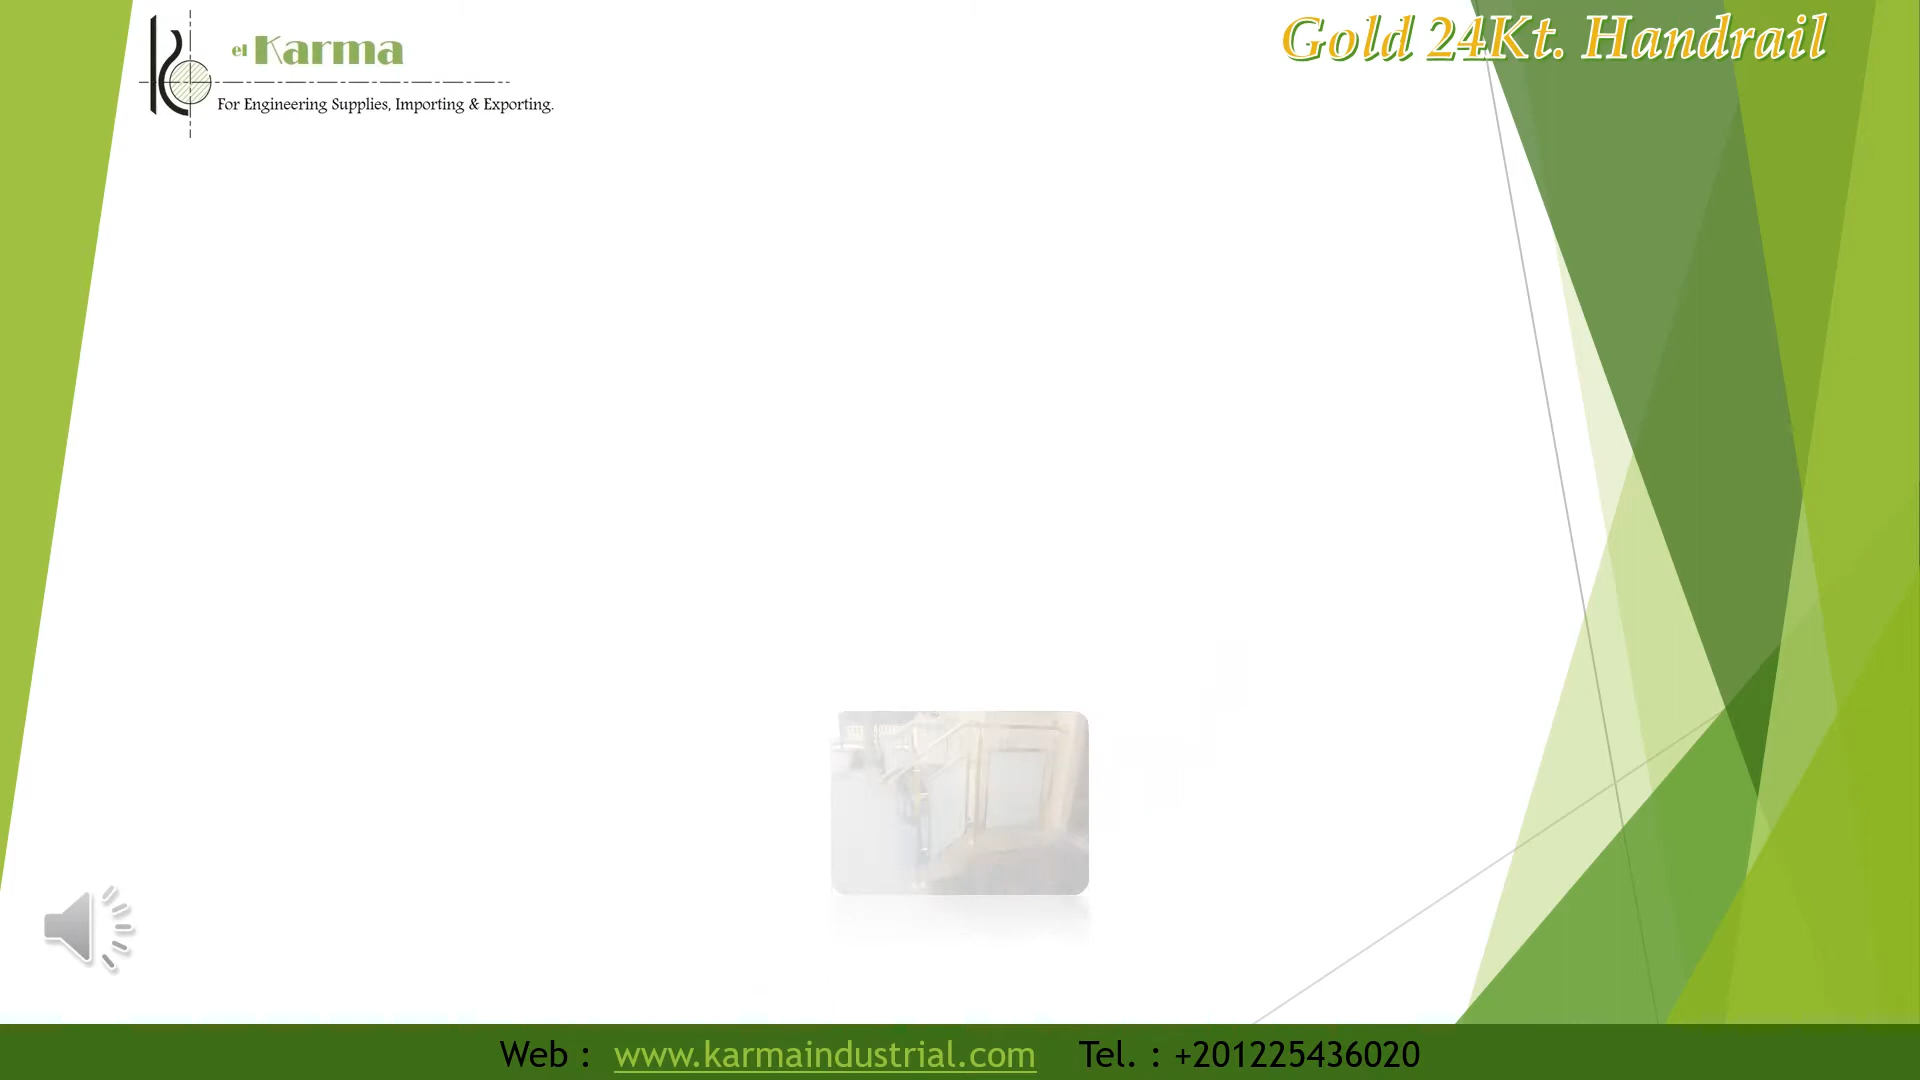 el Karma
For Engineering Supplies, Importing & Exporting.
Gold 24Kt. Handrail
Web : www.karmaindustrial.com Tel. : +201225436020